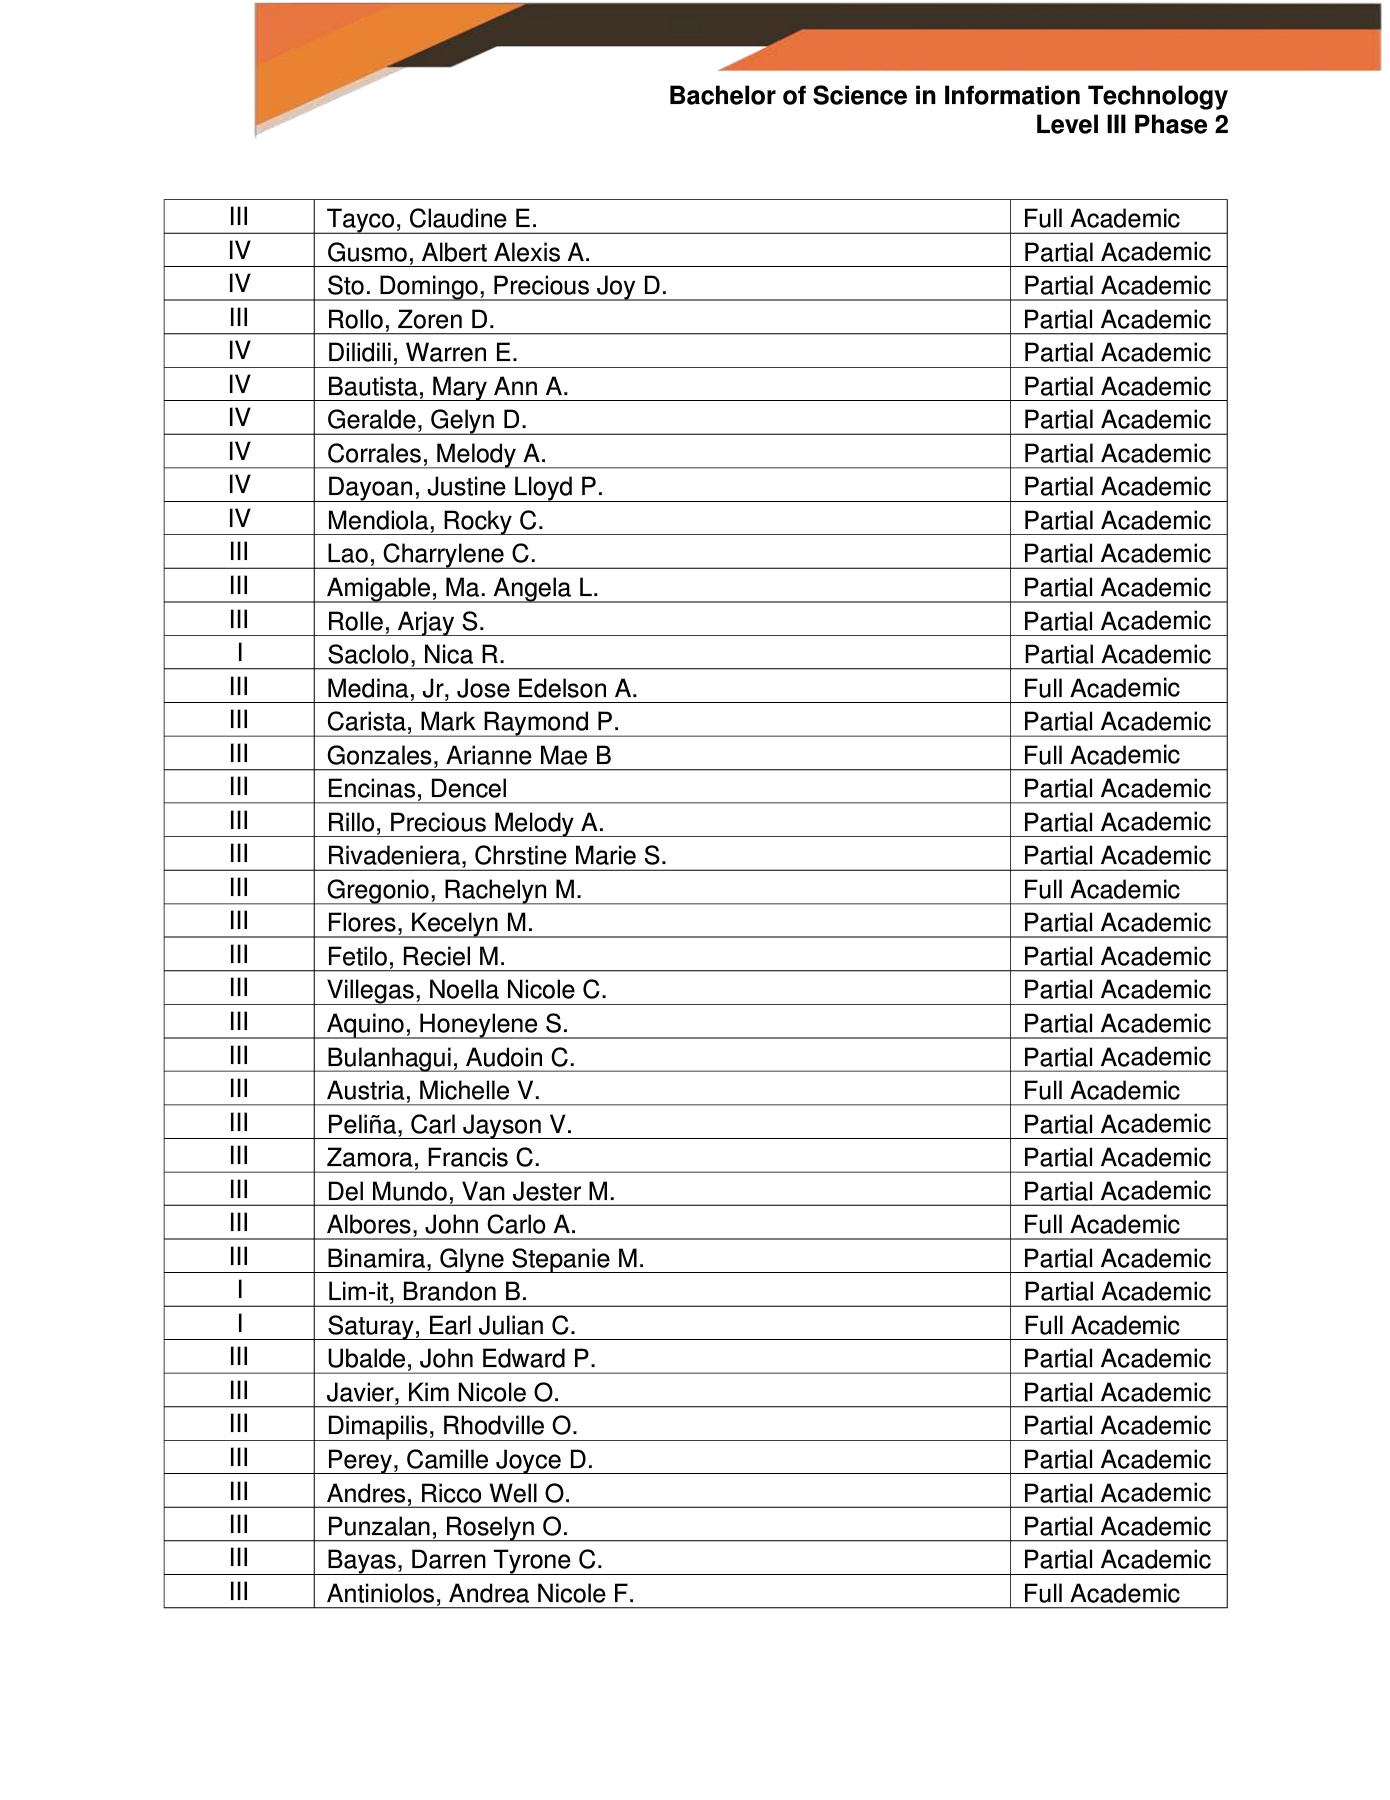 Bachelor of Science in Information Technology
Level III Phase 2
III Tayco, Claudine E. Full Academic
IV Gusmo, Albert Alexis A. Partial Academic
IV Sto. Domingo, Precious Joy D. Partial Academic
III Rollo, Zoren D. Partial Academic
IV Dilidili, Warren E. Partial Academic
IV Bautista, Mary Ann A. Partial Academic
IV Geralde, Gelyn D. Partial Academic
IV Corrales, Melody A. Partial Academic
IV Dayoan, Justine Lloyd P. Partial Academic
IV Mendiola, Rocky C. Partial Academic
III Lao, Charrylene C. Partial Academic
III Amigable, Ma. Angela L. Partial Academic
III Rolle, Arjay S. Partial Academic
I Saclolo, Nica R. Partial Academic
III Medina, Jr, Jose Edelson A. Full Academic
III Carista, Mark Raymond P. Partial Academic
III Gonzales, Arianne Mae B Full Academic
III Encinas, Dencel Partial Academic
III Rillo, Precious Melody A. Partial Academic
III Rivadeniera, Chrstine Marie S. Partial Academic
III Gregonio, Rachelyn M. Full Academic
III Flores, Kecelyn M. Partial Academic
III Fetilo, Reciel M. Partial Academic
III Villegas, Noella Nicole C. Partial Academic
III Aquino, Honeylene S. Partial Academic
III Bulanhagui, Audoin C. Partial Academic
III Austria, Michelle V. Full Academic
III Peliña, Carl Jayson V. Partial Academic
III Zamora, Francis C. Partial Academic
III Del Mundo, Van Jester M. Partial Academic
III Albores, John Carlo A. Full Academic
III Binamira, Glyne Stepanie M. Partial Academic
I Lim-it, Brandon B. Partial Academic
I Saturay, Earl Julian C. Full Academic
III Ubalde, John Edward P. Partial Academic
III Javier, Kim Nicole O. Partial Academic
III Dimapilis, Rhodville O. Partial Academic
III Perey, Camille Joyce D. Partial Academic
III Andres, Ricco Well O. Partial Academic
III Punzalan, Roselyn O. Partial Academic
III Bayas, Darren Tyrone C. Partial Academic
III Antiniolos, Andrea Nicole F. Full Academic